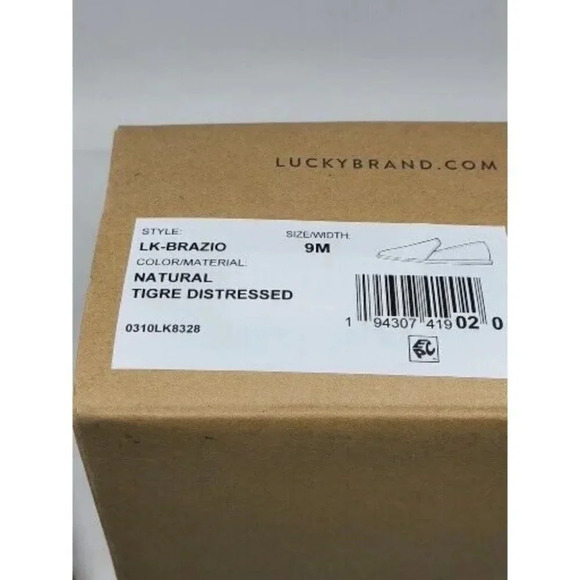 LUCKYBRAND.COM
STYLE:
LK-BRAZIO
SIZE/WIDTH:
9M
COLOR/MATERIAL:
NATURAL
TIGRE DISTRESSED
0310LK8328
1 94307 41902 0